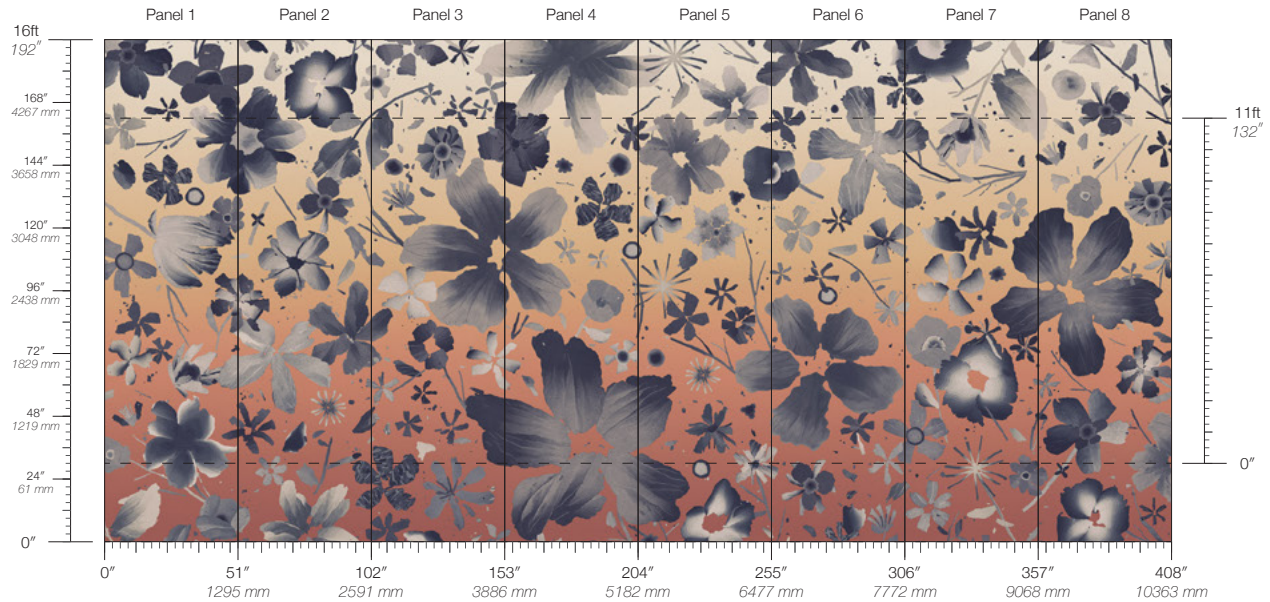 Panel 1 Panel 2 Panel 3 Panel 4 Panel 5 Panel 6 Panel 7 Panel 8
16ft
192"
168"
4267 mm
144"
3658 mm
120"
3048 mm
96"
2438 mm
72"
1829 mm
48"
1219 mm
24"
61 mm
0"
11ft
132"
0"
0" 51" 102" 153" 204" 255" 306" 357" 408"
1295 mm 2591 mm 3886 mm 5182 mm 6477 mm 7772 mm 9068 mm 10363 mm